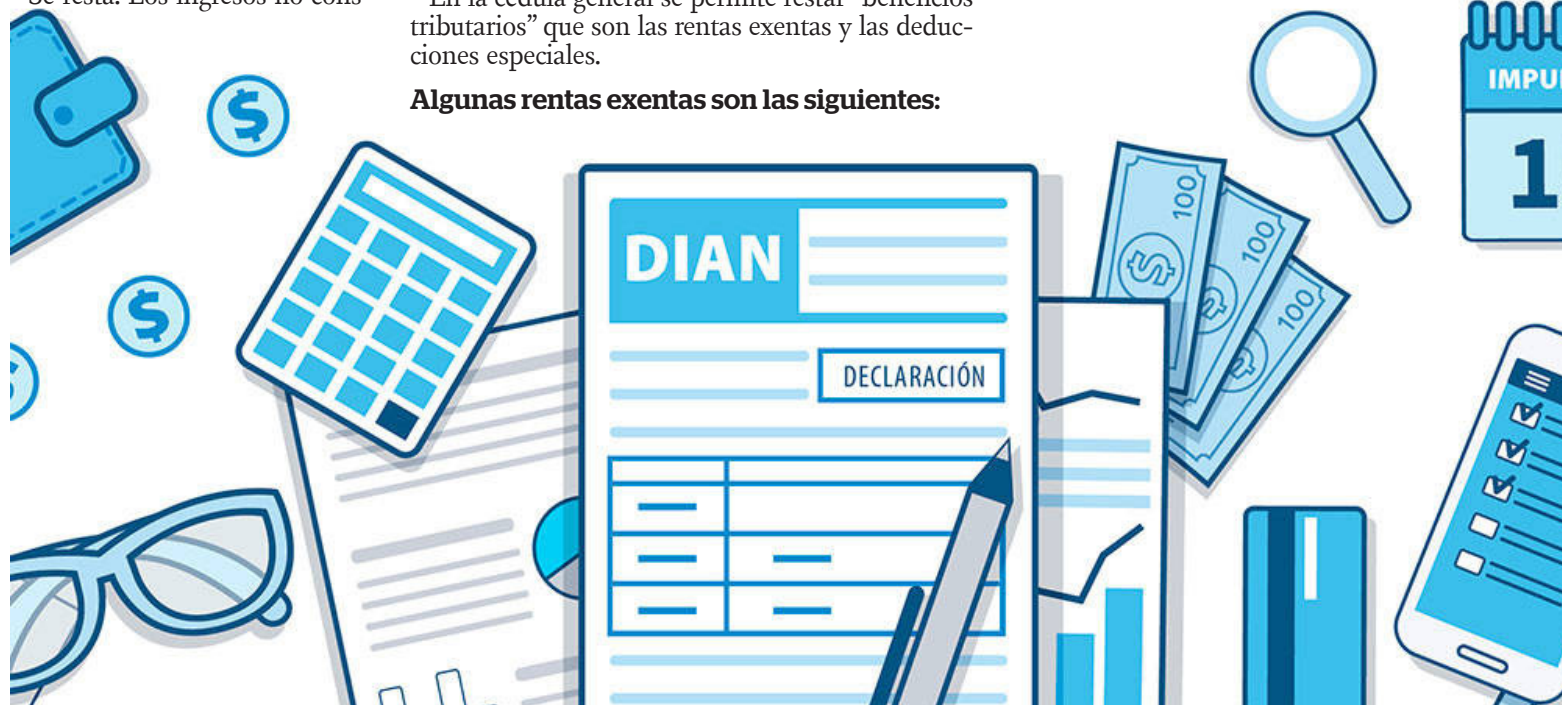 Se resta: Los ingresos no cons-
En la cédula general se permite restar “beneficios
tributarios” que son las rentas exentas y las deduc-
ciones especiales.
Algunas rentas exentas son las siguientes:
$
$
IMPU
1
100
100
100
$
DIAN
DECLARACIÓN